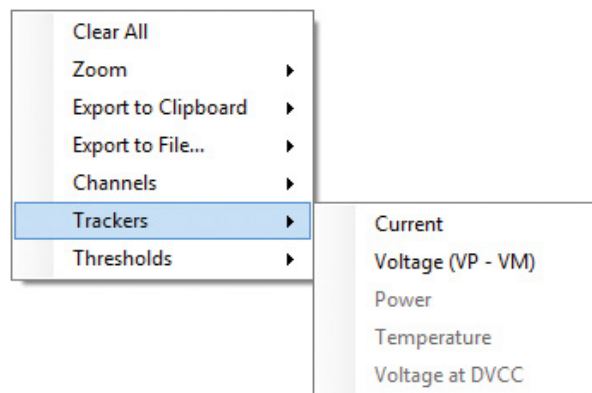 Clear All
Zoom
Export to Clipboard
Export to File...
Channels
Trackers
Thresholds
Current
Voltage (VP - VM)
Power
Temperature
Voltage at DVCC